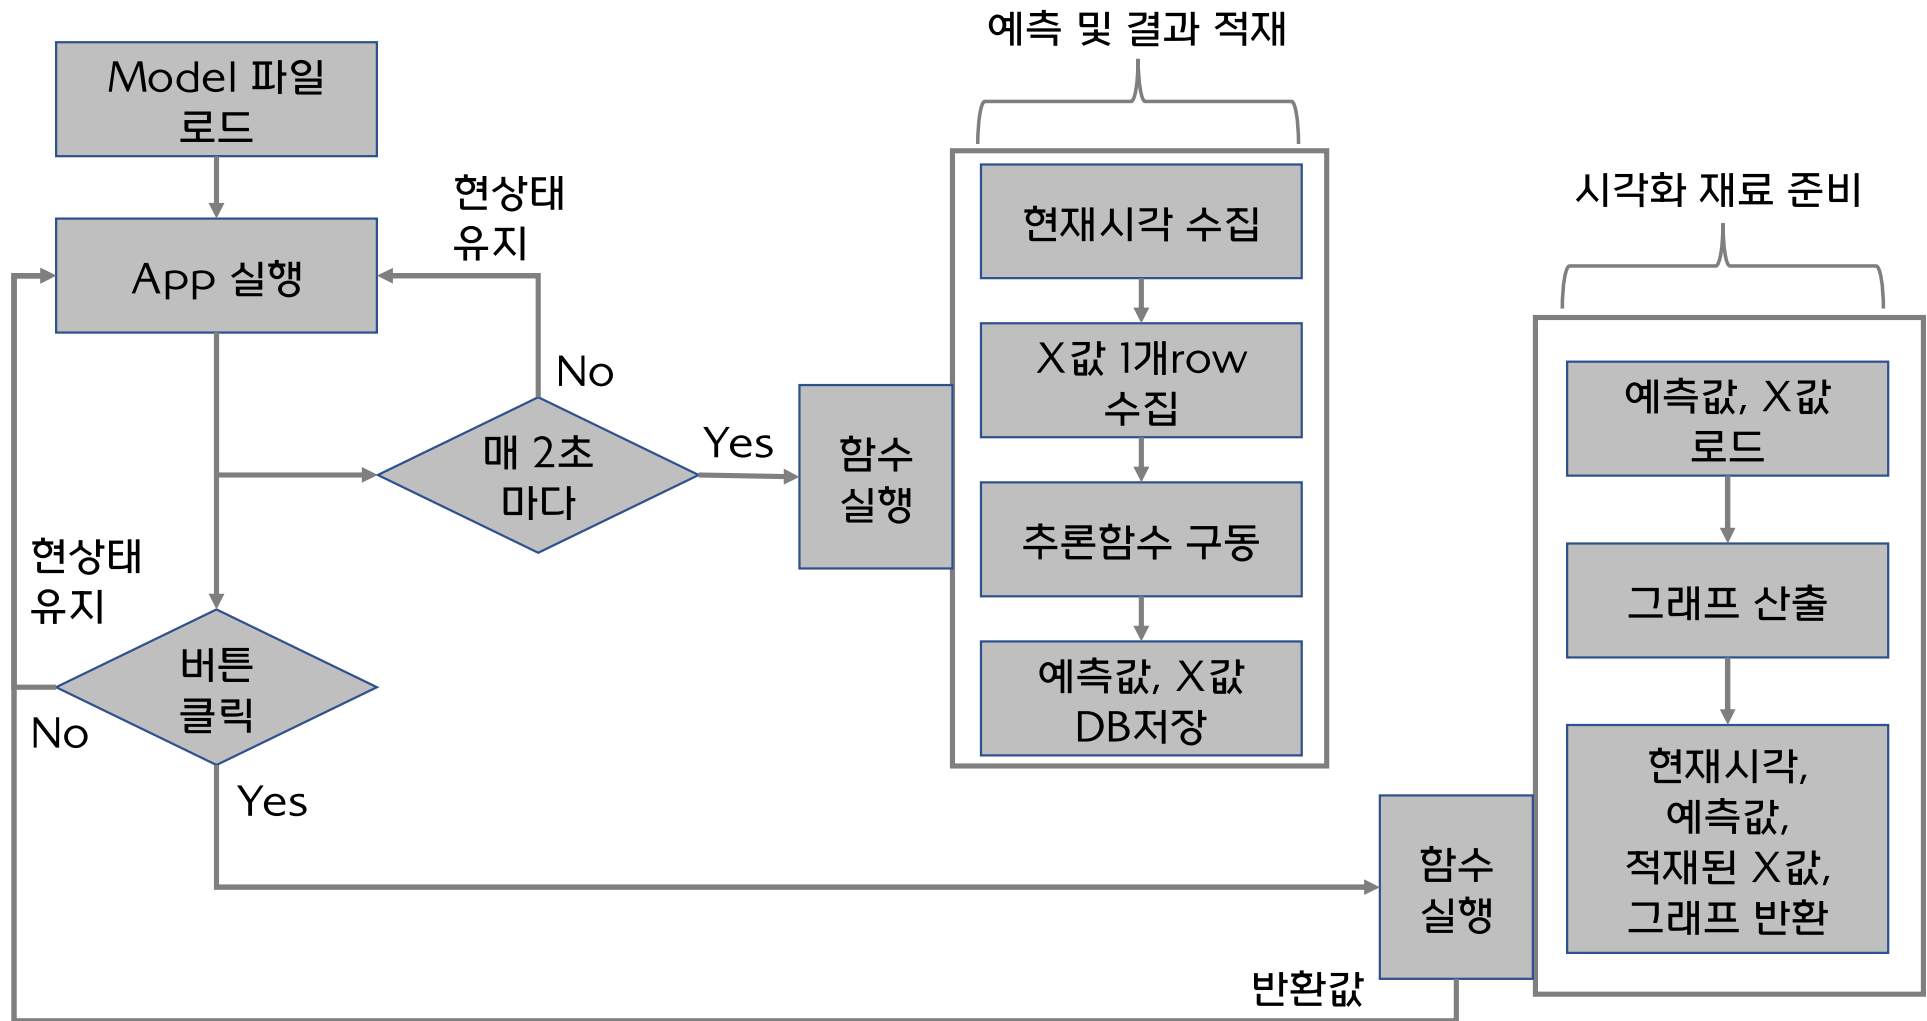 예측 및 결과 적재
Model 파일
로드
현상태
유지
App 실행
No
매 2초
마다
Yes
함수
실행
현재시각 수집
X값 1개row
수집
추론함수 구동
예측값, X값
DB저장
시각화 재료 준비
예측값, X값
로드
그래프 산출
현재시각,
예측값,
적재된 X값,
그래프 반환
현상태
유지
버튼
클릭
No
Yes
함수
실행
반환값